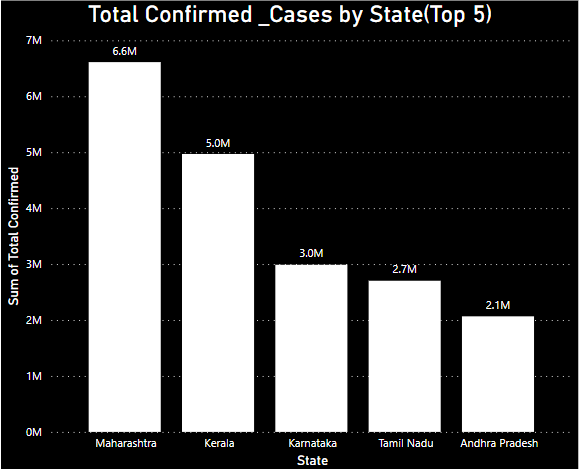 Total Confirmed _Cases by State(Top 5)
7M
6M
5M
4M
3M
2M
1M
0M
Sum of Total Confirmed
6.6M
5.0M
3.0M
2.7M
2.1M
Maharashtra Kerala Karnataka Tamil Nadu Andhra Pradesh
State